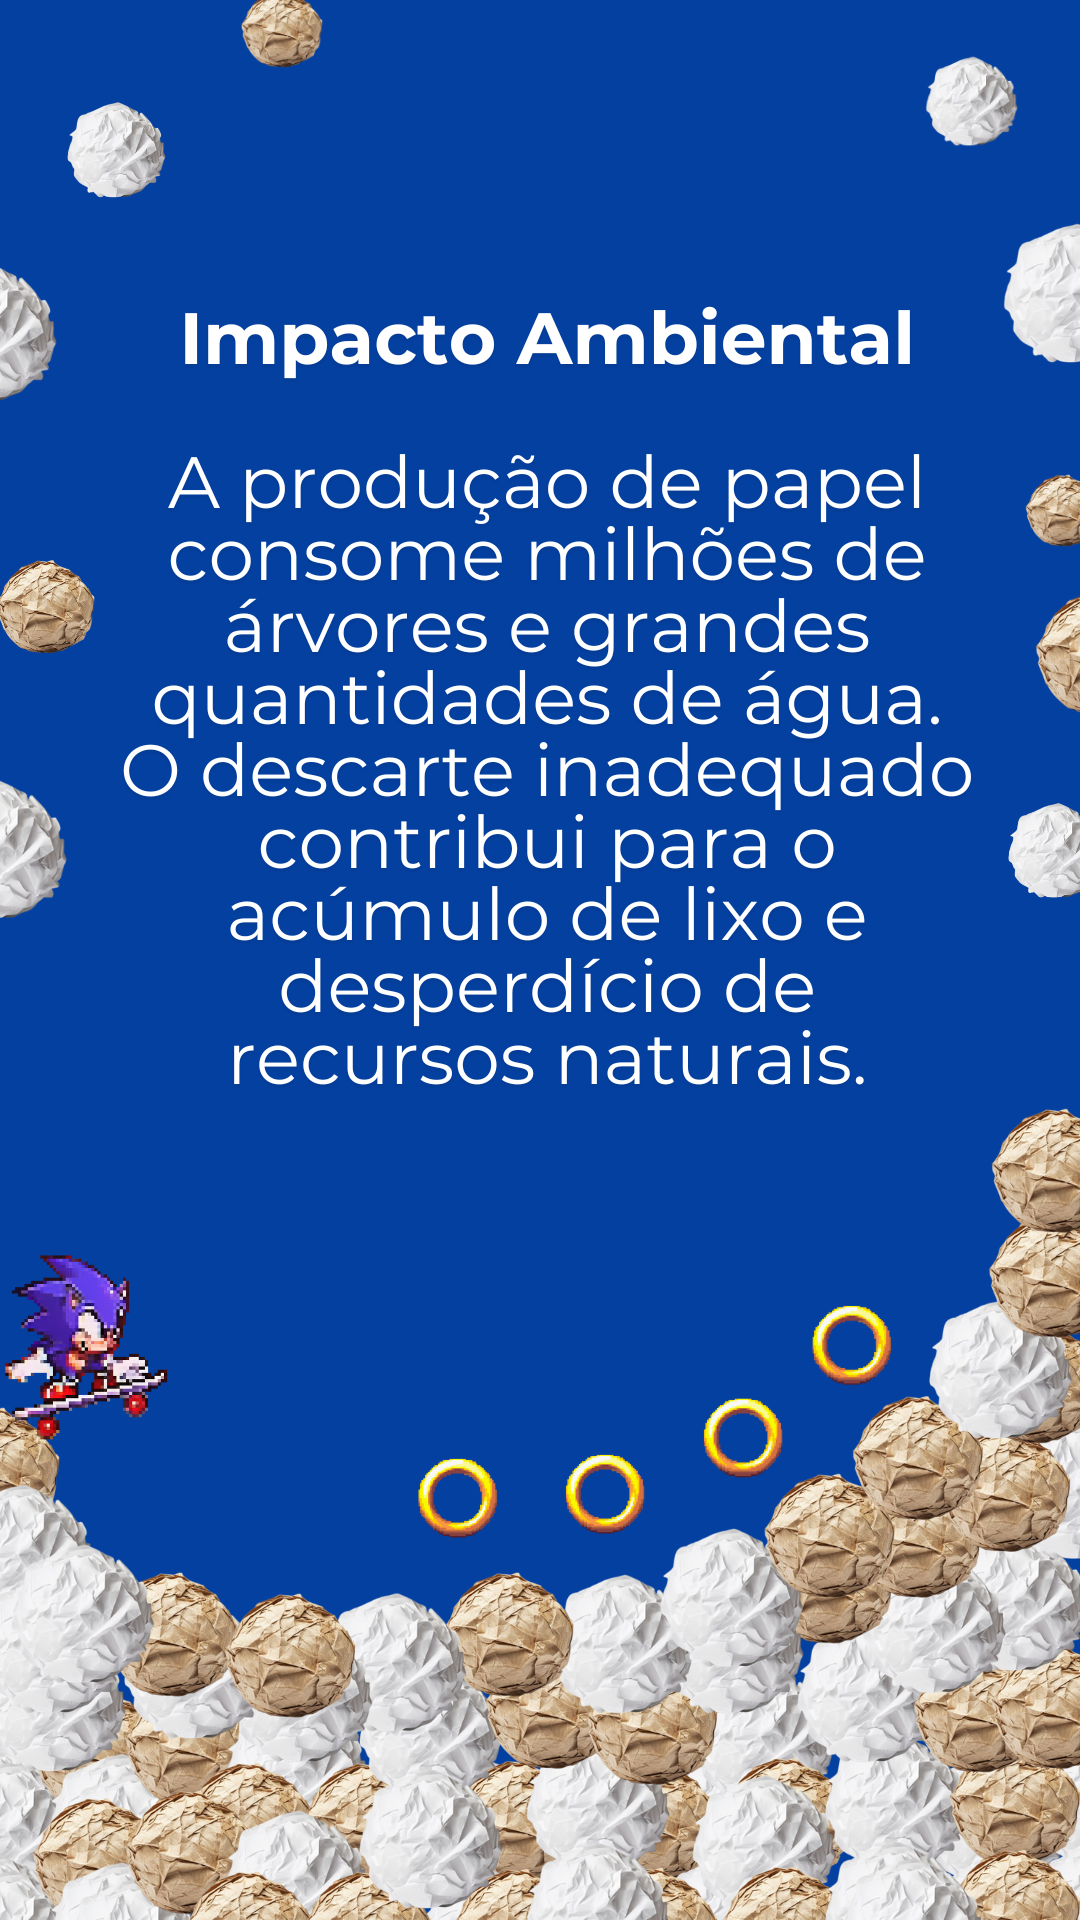 Impacto Ambiental
A produção de papel
consome milhões de
árvores e grandes
quantidades de água.
O descarte inadequado
contribui para o
acúmulo de lixo e
desperdício de
recursos naturais.